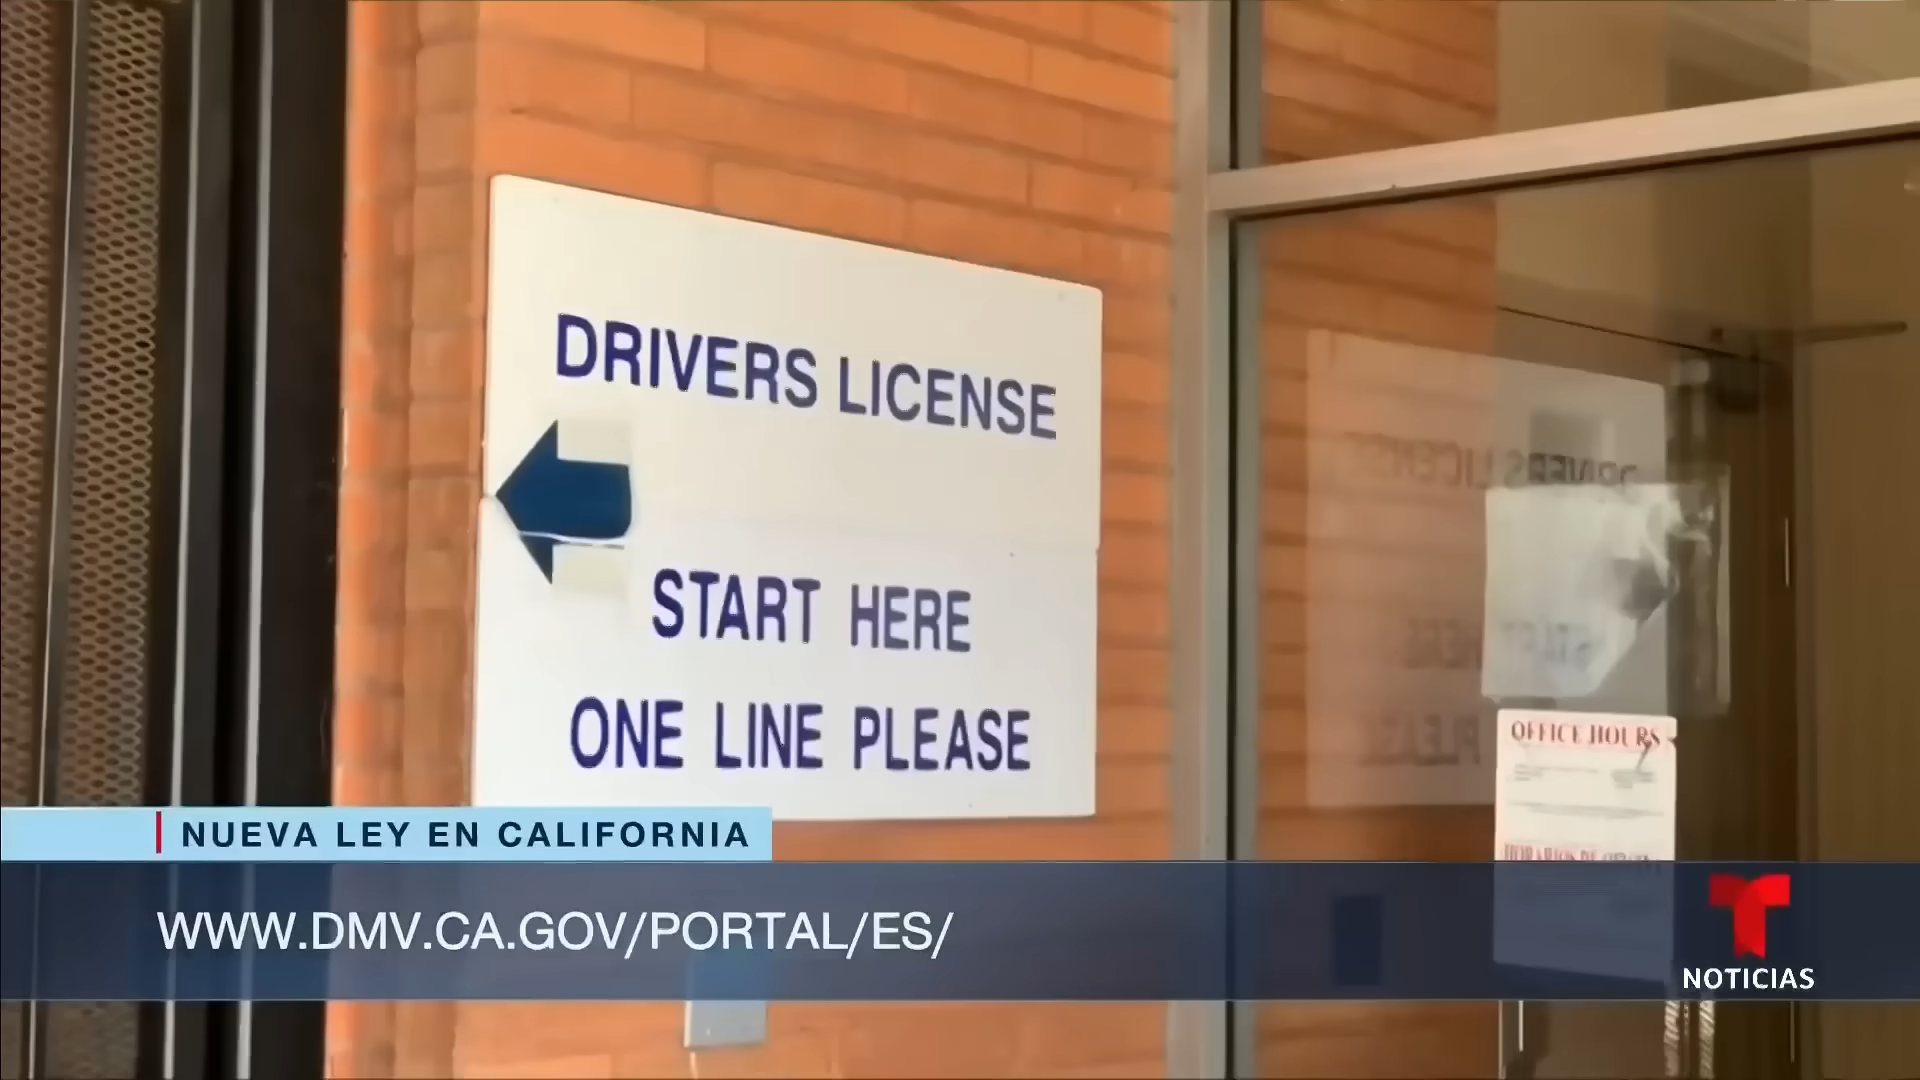 DRIVERS LICENSE
START HERE
ONE LINE PLEASE
OFFICE HOURS
NUEVA LEY EN CALIFORNIA
WWW.DMV.CA.GOV/PORTAL/ES/
NOTICIAS